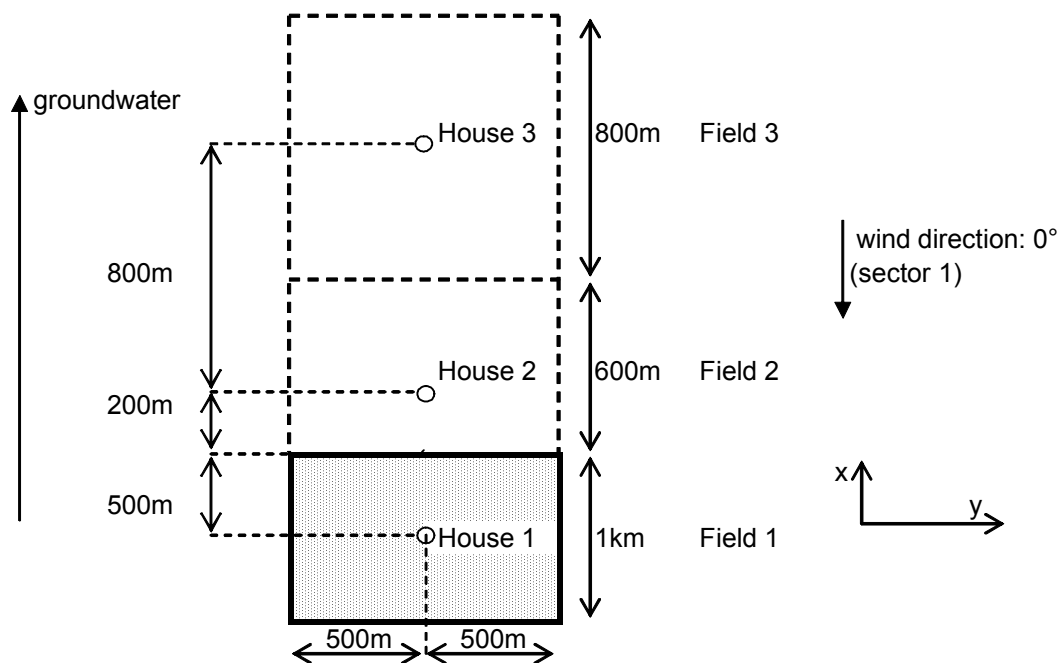 groundwater
House 3
800m
Field 3
wind direction: 0°
(sector 1)
800m
House 2
600m
Field 2
200m
x
y
500m
House 1
1km
Field 1
500m
500m